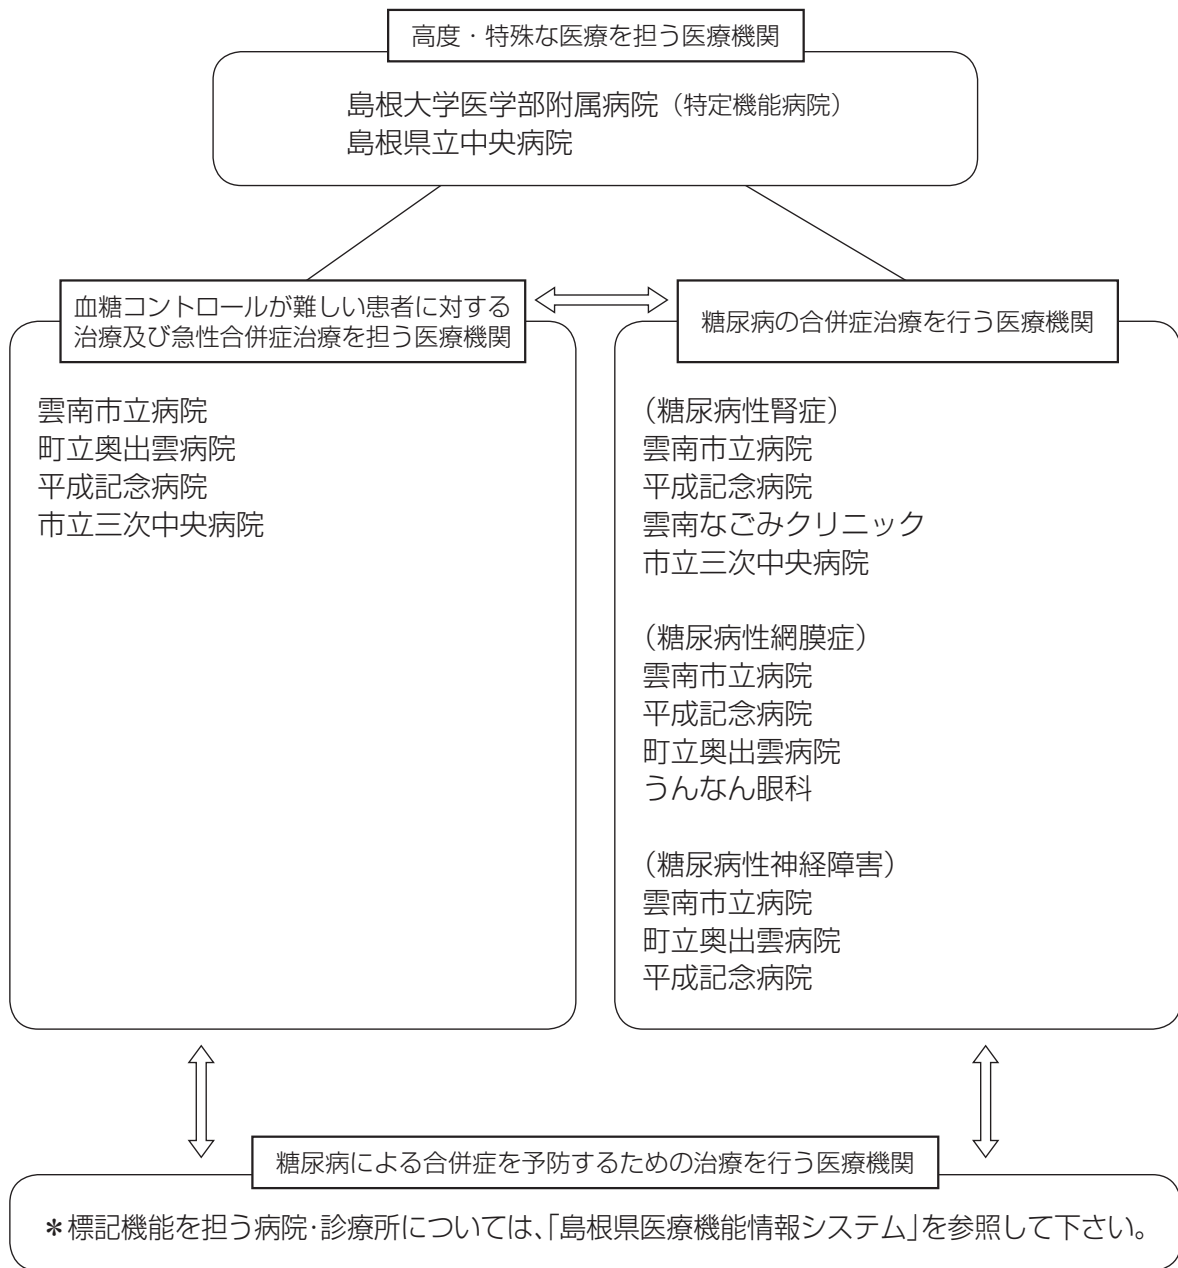 高度・特殊な医療を担う医療機関
島根大学医学部附属病院（特定機能病院）
島根県立中央病院
血糖コントロールが難しい患者に対する
治療及び急性合併症治療を担う医療機関
雲南市立病院
町立奥出雲病院
平成記念病院
市立三次中央病院
糖尿病の合併症治療を行う医療機関
（糖尿病性腎症）
雲南市立病院
平成記念病院
雲南なごみクリニック
市立三次中央病院
（糖尿病性網膜症）
雲南市立病院
平成記念病院
町立奥出雲病院
うんなん眼科
（糖尿病性神経障害）
雲南市立病院
町立奥出雲病院
平成記念病院
糖尿病による合併症を予防するための治療を行う医療機関
＊標記機能を担う病院・診療所については、「島根県医療機能情報システム」を参照して下さい。